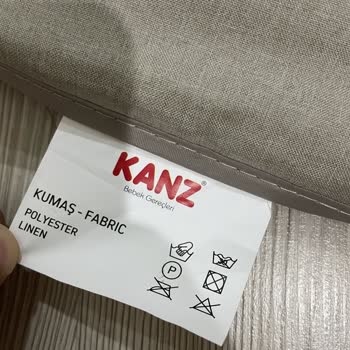 KANZ®
Bebek Gereçleri
KUMAŞ - FABRIC
POLYESTER
LINEN
P